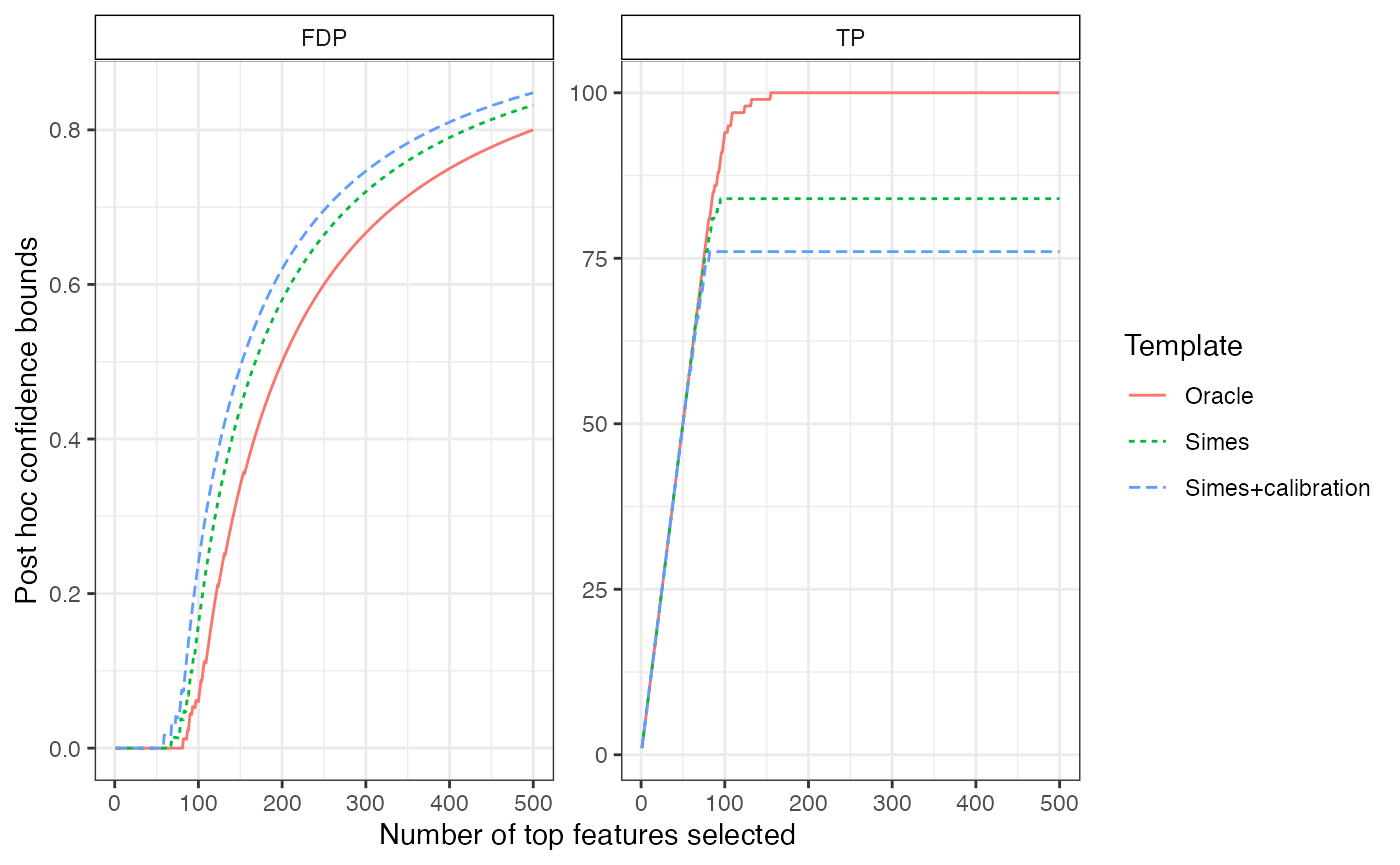 FDP
TP
Post hoc confidence bounds
0.8
0.6
0.4
0.2
0.0
0 100 200 300 400 500
100
75
50
25
0
0 100 200 300 400 500
Number of top features selected
Template
Oracle
Simes
Simes+calibration